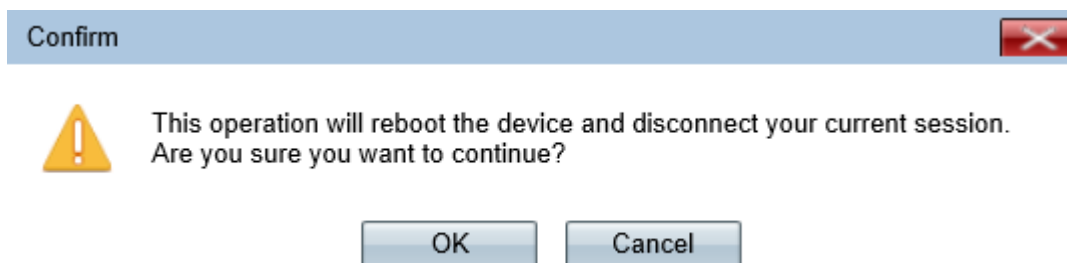 Confirm
This operation will reboot the device and disconnect your current session.
Are you sure you want to continue?
OK
Cancel